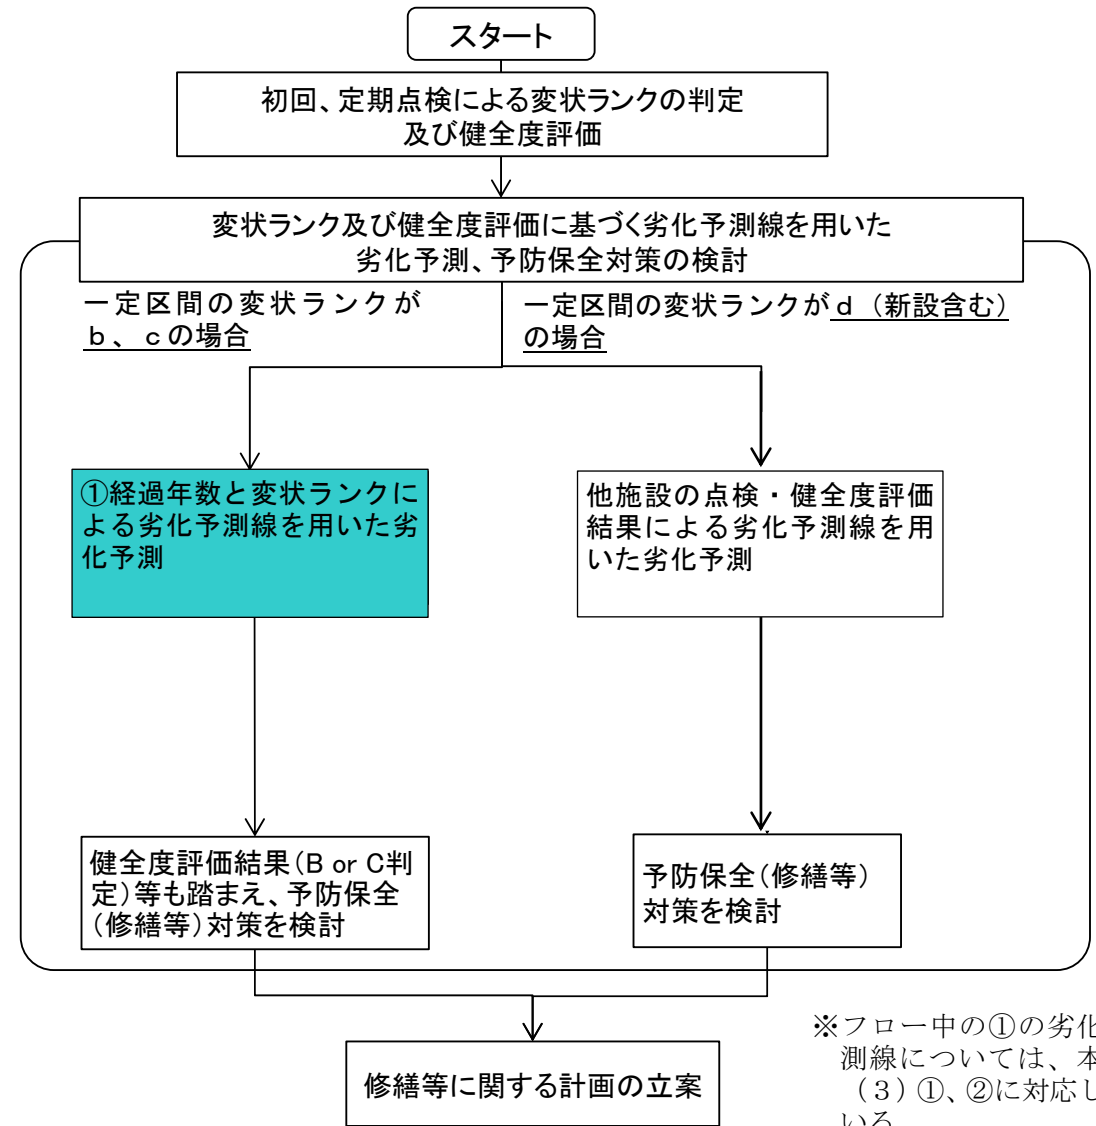 スタート
初回、定期点検による変状ランクの判定
及び健全度評価
変状ランク及び健全度評価に基づく劣化予測線を用いた
劣化予測、予防保全対策の検討
一定区間の変状ランクが
ｂ、ｃの場合
一定区間の変状ランクがｄ（新設含む）
の場合
①経過年数と変状ランクに
よる劣化予測線を用いた劣
化予測
他施設の点検・健全度評価
結果による劣化予測線を用
いた劣化予測
健全度評価結果（B or C判
定）等も踏まえ、予防保全
（修繕等）対策を検討
予防保全（修繕等）
対策を検討
修繕等に関する計画の立案
※フロー中の①の劣化
測線については、本
（３）①、②に対応し
いる